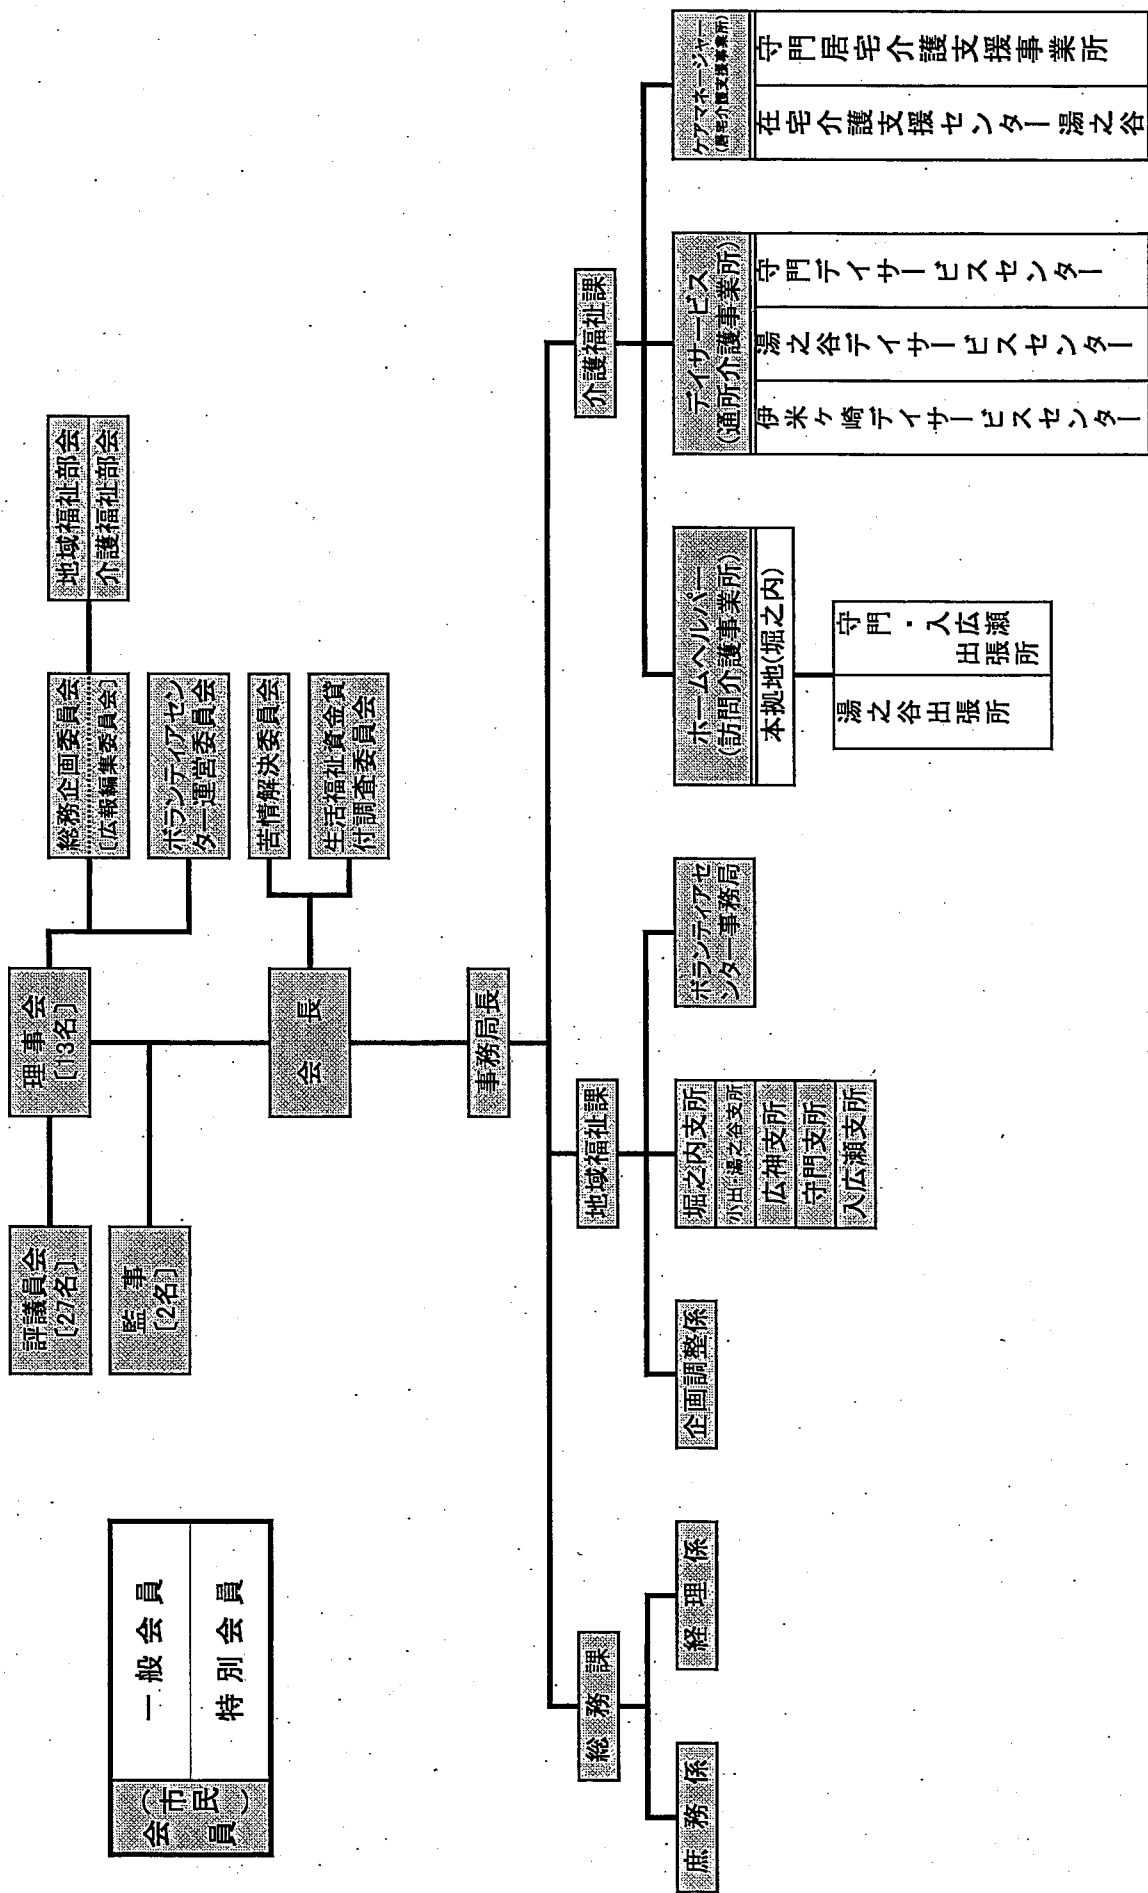 会員
(市民)
一般会員
特別会員
評議員会
〔27名〕
監事
〔2名〕
理事会
〔13名〕
会長
事務局長
総務企画委員会
〔広報編集委員会〕
ボランティアセン
ター運営委員会
地域福祉部会
介護福祉部会
苦情解決委員会
生活福祉資金貸
付調査委員会
総務課
庶務係
経理係
地域福祉課
企画調整係
堀之内支所
小出・湯之谷支所
広神支所
守門支所
入広瀬支所
ボランティアセ
ンター事務局
介護福祉課
ホームヘルパー
(訪問介護事業所)
本拠地(堀之内)
湯之谷出張所
守門・入広瀬
出張所
デイサービス
(通所介護事業所)
伊米ヶ崎デイサービスセンター
湯之谷デイサービスセンター
守門デイサービスセンター
ケアマネージャー
(居宅介護支援事業所)
在宅介護支援センター湯之谷
守門居宅介護支援事業所